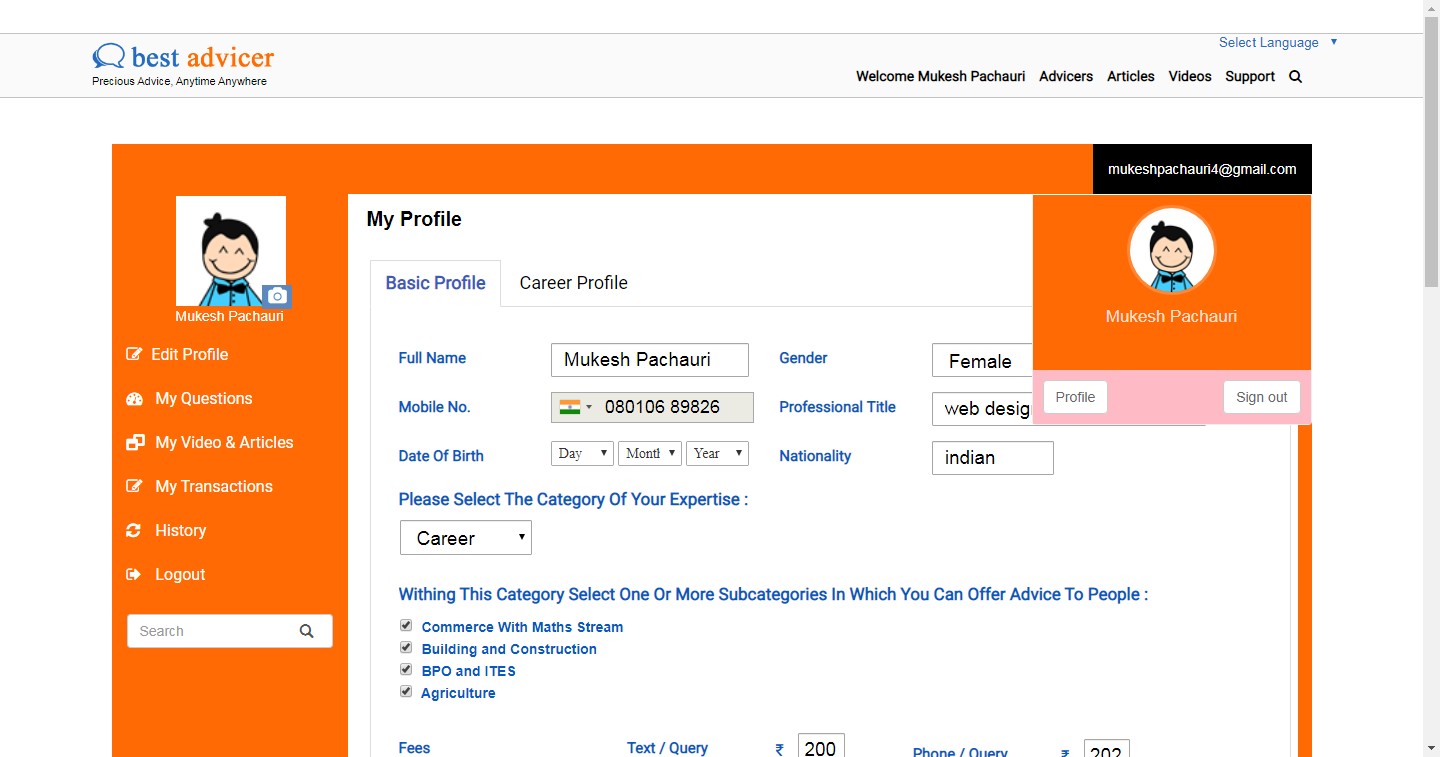 Select Language ▼
best advicer
Precious Advice, Anytime Anywhere
Welcome Mukesh Pachauri Advicers Articles Videos Support
mukeshpachauri4@gmail.com
Mukesh Pachauri
Profile Sign out
Mukesh Pachauri
Edit Profile
My Questions
My Video & Articles
My Transactions
History
Logout
Search
My Profile
Basic Profile Career Profile
Full Name Mukesh Pachauri Gender Female
Mobile No. 080106 89826 Professional Title web desig
Date Of Birth Day Month Year Nationality indian
Please Select The Category Of Your Expertise :
Career
Withing This Category Select One Or More Subcategories In Which You Can Offer Advice To People :
Commerce With Maths Stream
Building and Construction
BPO and ITES
Agriculture
Fees Text / Query ₹ 200 Phone / Query ₹ 202